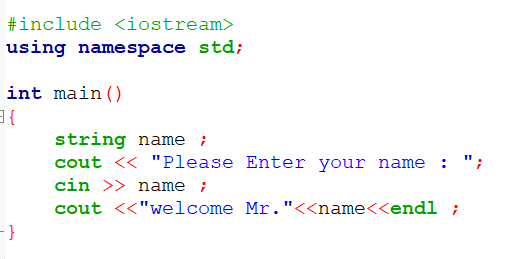 #include <iostream>
using namespace std;
int main()
{
string name ;
cout << "Please Enter your name : ";
cin >> name ;
cout <<"welcome Mr."<<name<<endl ;
}